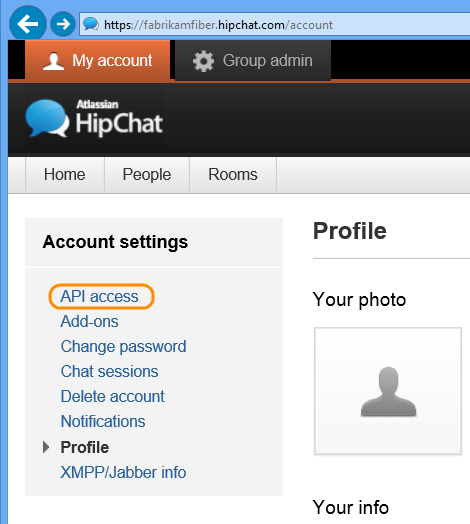 https://fabrikamfiber.hipchat.com/account
My account
Group admin
Atlassian
HipChat
Home
People
Rooms
Account settings
API access
Add-ons
Change password
Chat sessions
Delete account
Notifications
Profile
XMPP/Jabber info
Profile
Your photo
Your info